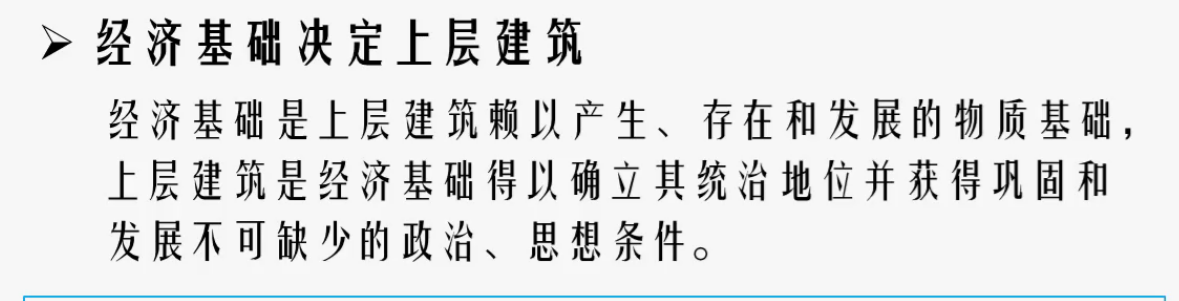 ➢ 经济基础决定上层建筑
经济基础是上层建筑赖以产生、存在和发展的物质基础，
上层建筑是经济基础得以确立其统治地位并获得巩固和
发展不可缺少的政治、思想条件。